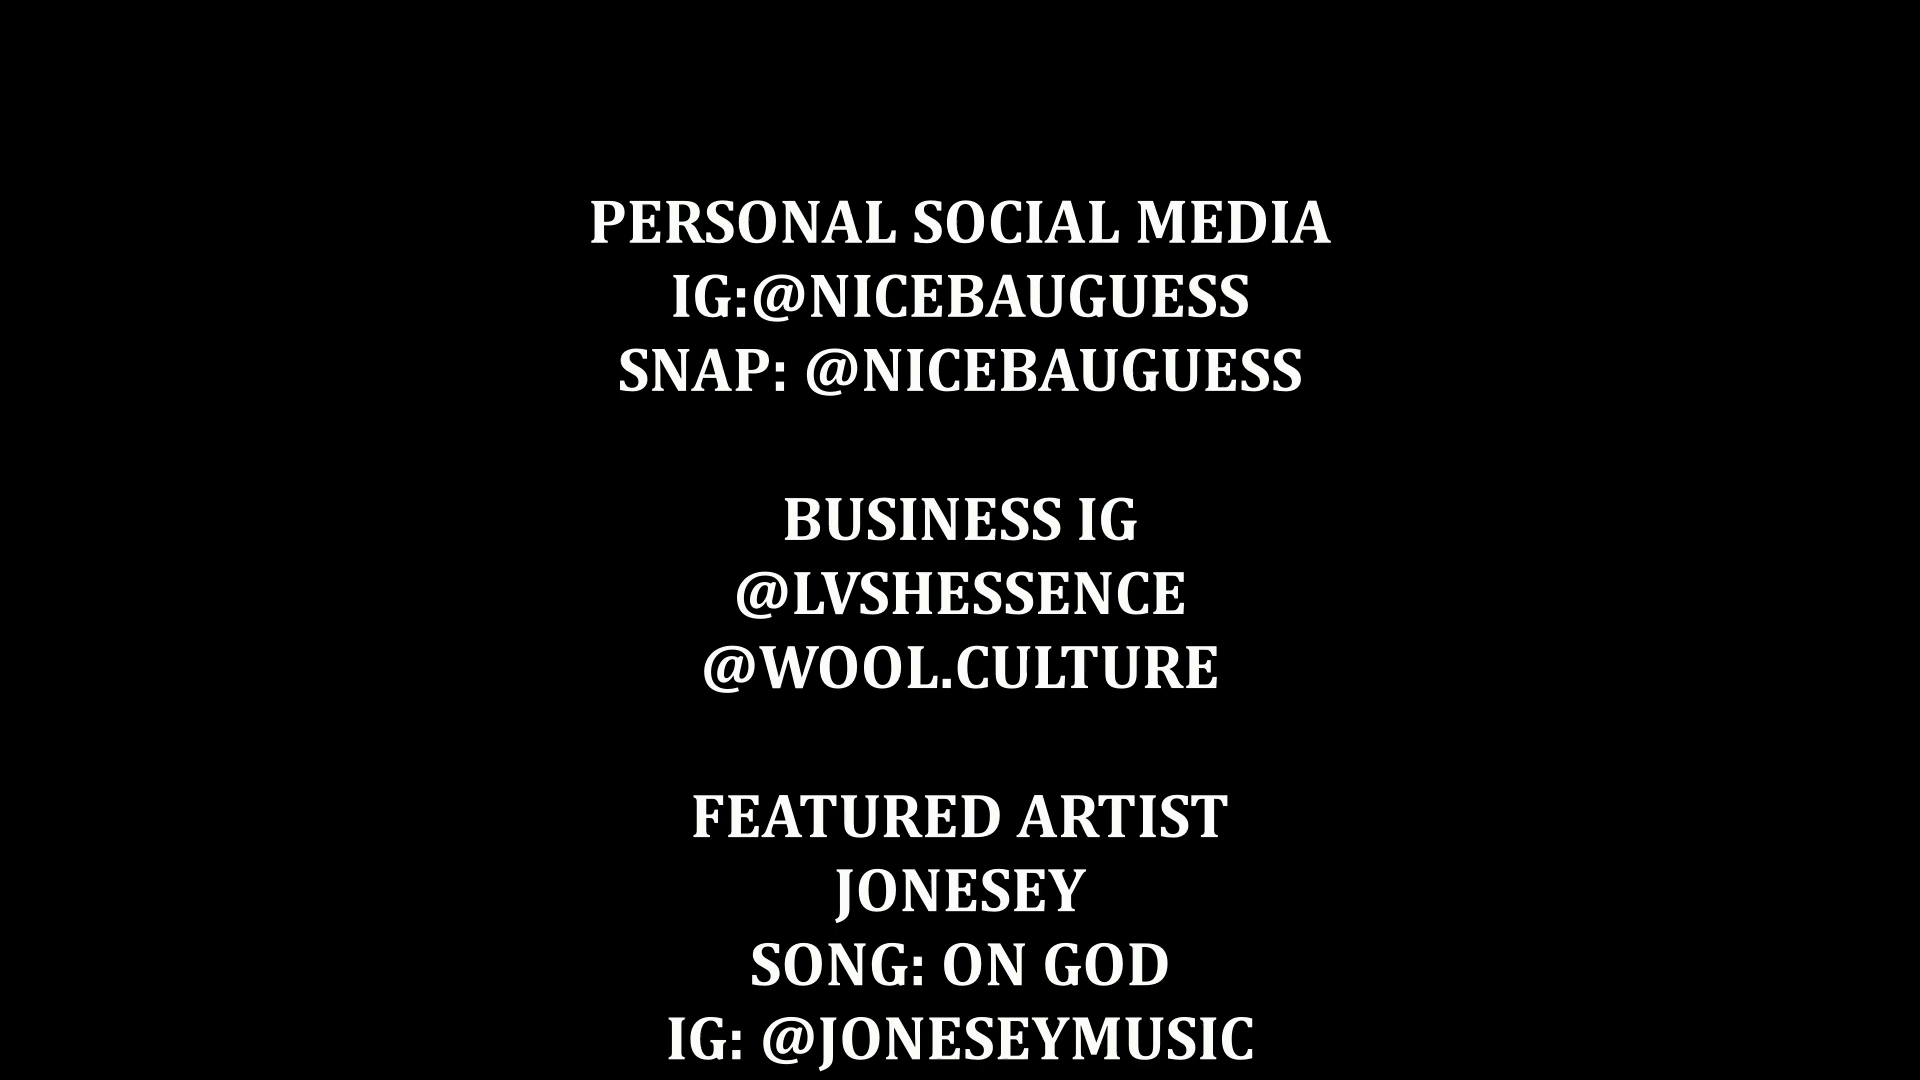 PERSONAL SOCIAL MEDIA
IG:@NICEBAUGUESS
SNAP: @NICEBAUGUESS
BUSINESS IG
@LVSHESSENCE
@WOOL.CULTURE
FEATURED ARTIST
JONESEY
SONG: ON GOD
IG: @JONESEYMUSIC